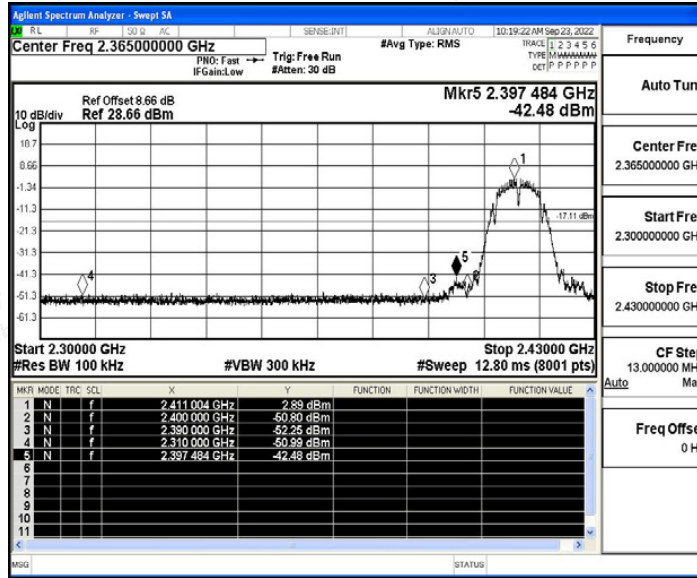 Agilent Spectrum Analyzer - Swept SA
RL RF 50 Ω AC SENSE:INT ALIGNAUTO 10:19:22 AM Sep 23, 2022
Center Freq 2.365000000 GHz
PNO: Fast
IFGain:Low
Trig: Free Run
#Atten: 30 dB
#Avg Type: RMS
TRACE 1 2 3 4 5 6
TYPE M
DET P P P P P P
Ref Offset 8.66 dB
10 dB/div Ref 28.66 dBm
Log
Mkr5 2.397 484 GHz
-42.48 dBm
18.7
8.66
-1.34
-11.3
-21.3
-31.3
-41.3
-51.3
-61.3
1
-17.11 dBm
5
4
3
Start 2.30000 GHz Stop 2.43000 GHz
#Res BW 100 kHz #VBW 300 kHz #Sweep 12.80 ms (8001 pts)
MKR MODE TRC SCL X Y FUNCTION FUNCTION WIDTH FUNCTION VALUE
1 N f 2.411 004 GHz 2.89 dBm
2 N f 2.400 000 GHz -50.80 dBm
3 N f 2.390 000 GHz -52.25 dBm
4 N f 2.310 000 GHz -50.99 dBm
5 N f 2.397 484 GHz -42.48 dBm
6
7
8
9
10
11
MSG STATUS
Frequency
Auto Tun
Center Fre
2.365000000 GH
Start Fre
2.300000000 GH
Stop Fre
2.430000000 GH
CF Ste
13.000000 MH
Auto Ma
Freq Offse
0 H